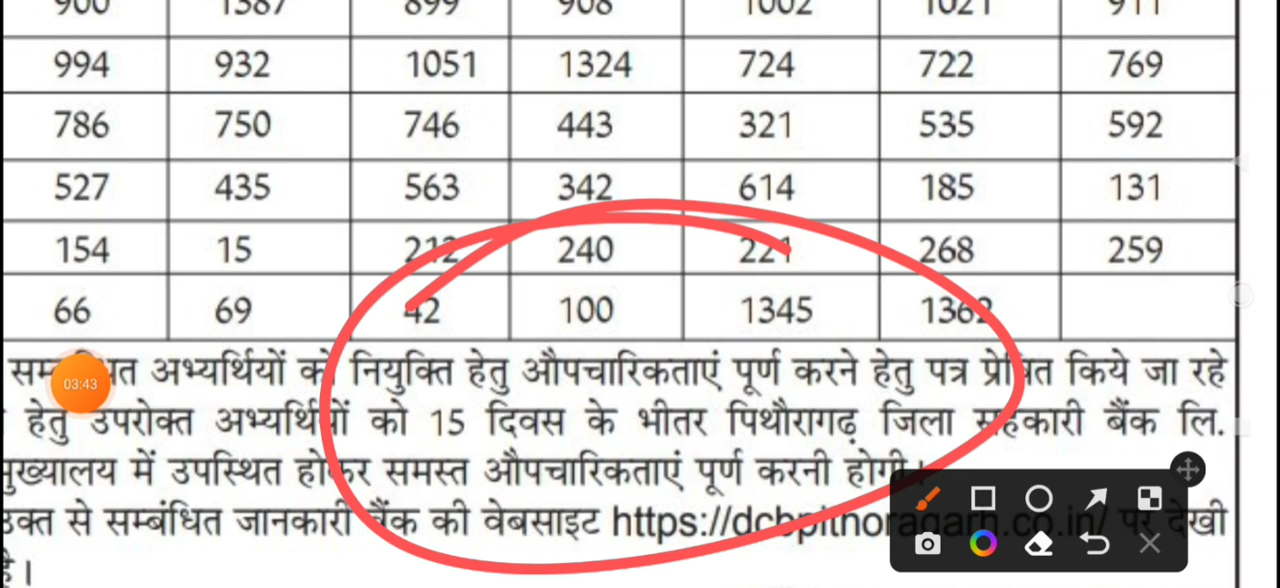 900 1387 899 908 1002 1021 911
994 932 1051 1324 724 722 769
786 750 746 443 321 535 592
527 435 563 342 614 185 131
154 15 212 240 221 268 259
66 69 42 100 1345 1362
अभ्यर्थियों को नियुक्ति हेतु औपचारिकताएं पूर्ण करने हेतु पत्र प्रेषित किये जा रहे
03:43
हेतु उपरोक्त अभ्यर्थियों को 15 दिवस के भीतर पिथौरागढ़ जिला सहकारी बैंक लि.
मुख्यालय में उपस्थित होकर समस्त औपचारिकताएं पूर्ण करनी होगी।
उक्त से सम्बंधित जानकारी बैंक की वेबसाइट https://dcbpithoragarh.co.in/ पर देखी